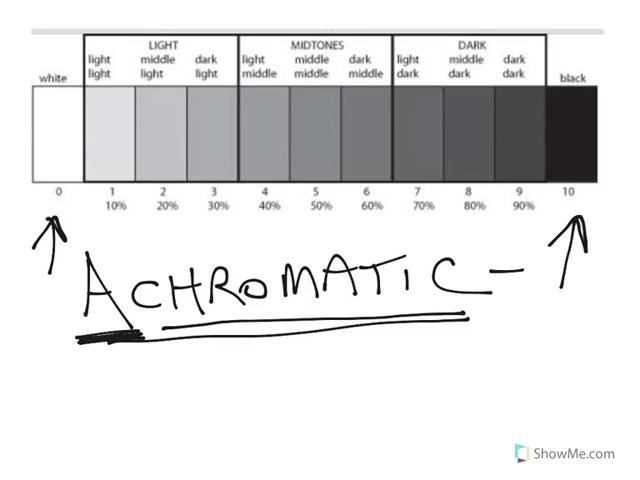 LIGHT MIDTONES DARK
light middle dark light middle dark light middle dark
white light light light middle middle middle dark dark dark black
0 1 2 3 4 5 6 7 8 9 10
10% 20% 30% 40% 50% 60% 70% 80% 90%
ACHROMATIC -
ShowMe.com